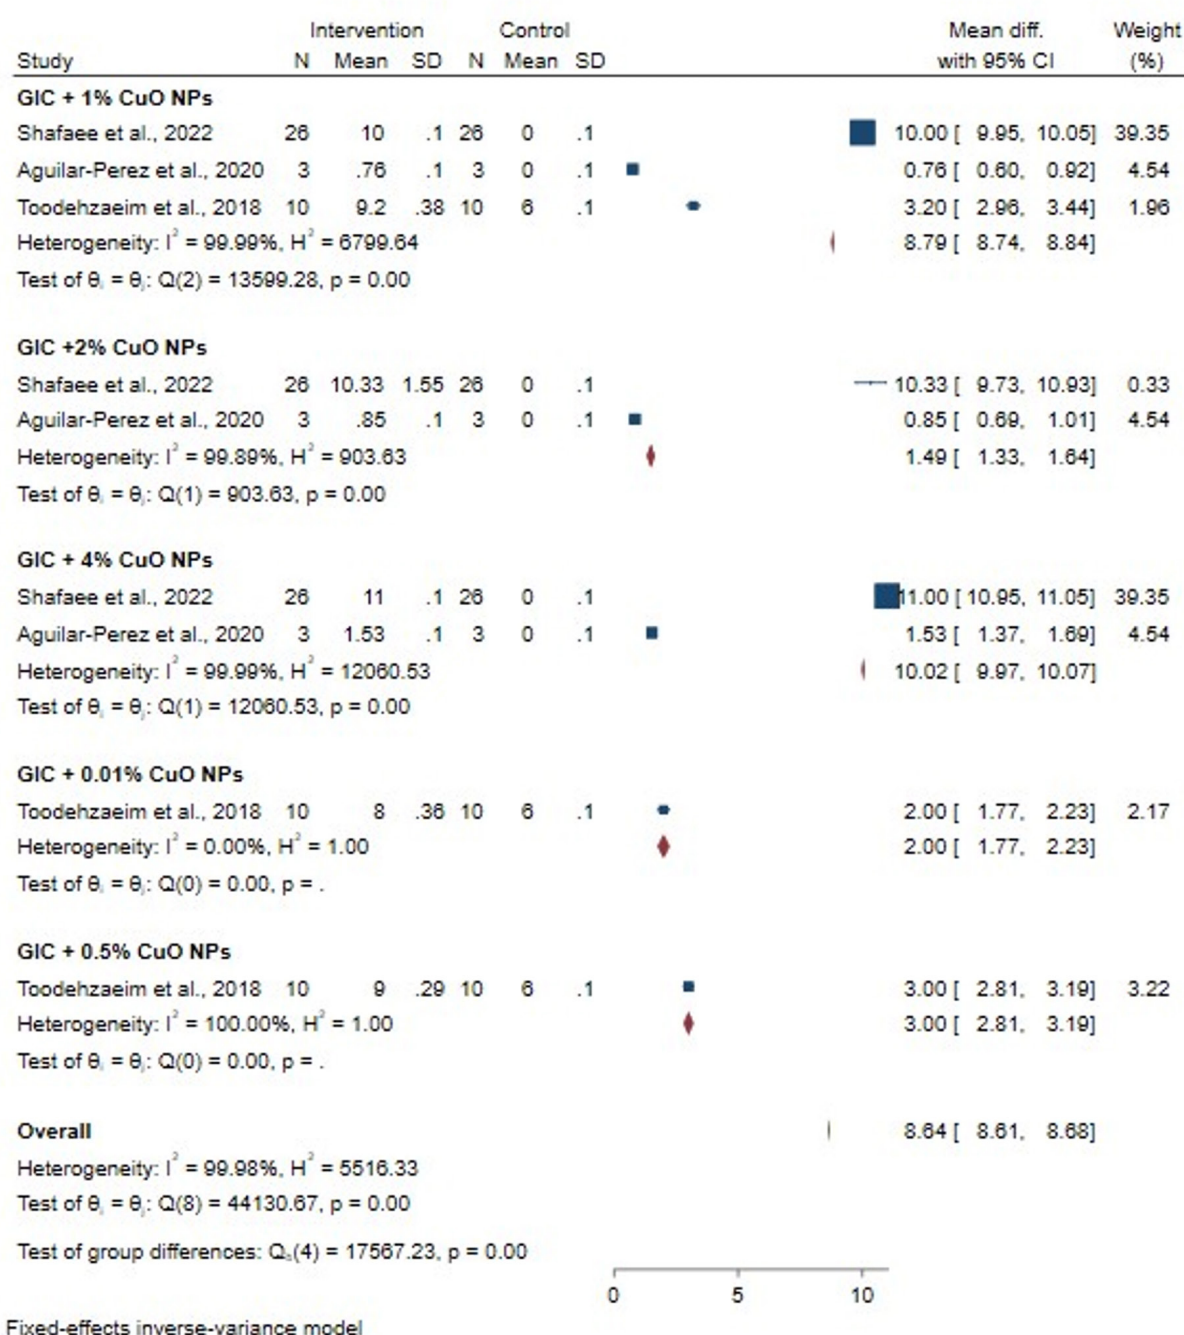 Intervention Control Mean diff. Weight
Study N Mean SD N Mean SD with 95% CI (%)
GIC + 1% CuO NPs
Shafaee et al., 2022 26 10 .1 26 0 .1 10.00 [ 9.95, 10.05] 39.35
Aguilar-Perez et al., 2020 3 .76 .1 3 0 .1 0.76 [ 0.60, 0.92] 4.54
Toodehzaeim et al., 2018 10 9.2 .38 10 6 .1 3.20 [ 2.96, 3.44] 1.96
Heterogeneity: I² = 99.99%, H² = 6799.64 8.79 [ 8.74, 8.84]
Test of θᵢ = θⱼ: Q(2) = 13599.28, p = 0.00
GIC +2% CuO NPs
Shafaee et al., 2022 26 10.33 1.55 26 0 .1 10.33 [ 9.73, 10.93] 0.33
Aguilar-Perez et al., 2020 3 .85 .1 3 0 .1 0.85 [ 0.69, 1.01] 4.54
Heterogeneity: I² = 99.89%, H² = 903.63 1.49 [ 1.33, 1.64]
Test of θᵢ = θⱼ: Q(1) = 903.63, p = 0.00
GIC + 4% CuO NPs
Shafaee et al., 2022 26 11 .1 26 0 .1 11.00 [ 10.95, 11.05] 39.35
Aguilar-Perez et al., 2020 3 1.53 .1 3 0 .1 1.53 [ 1.37, 1.69] 4.54
Heterogeneity: I² = 99.99%, H² = 12060.53 10.02 [ 9.97, 10.07]
Test of θᵢ = θⱼ: Q(1) = 12060.53, p = 0.00
GIC + 0.01% CuO NPs
Toodehzaeim et al., 2018 10 8 .36 10 6 .1 2.00 [ 1.77, 2.23] 2.17
Heterogeneity: I² = 0.00%, H² = 1.00 2.00 [ 1.77, 2.23]
Test of θᵢ = θⱼ: Q(0) = 0.00, p = .
GIC + 0.5% CuO NPs
Toodehzaeim et al., 2018 10 9 .29 10 6 .1 3.00 [ 2.81, 3.19] 3.22
Heterogeneity: I² = 100.00%, H² = 1.00 3.00 [ 2.81, 3.19]
Test of θᵢ = θⱼ: Q(0) = 0.00, p = .
Overall 8.64 [ 8.61, 8.68]
Heterogeneity: I² = 99.98%, H² = 5516.33
Test of θᵢ = θⱼ: Q(8) = 44130.67, p = 0.00
Test of group differences: Qₛ(4) = 17567.23, p = 0.00
0 5 10
Fixed-effects inverse-variance model